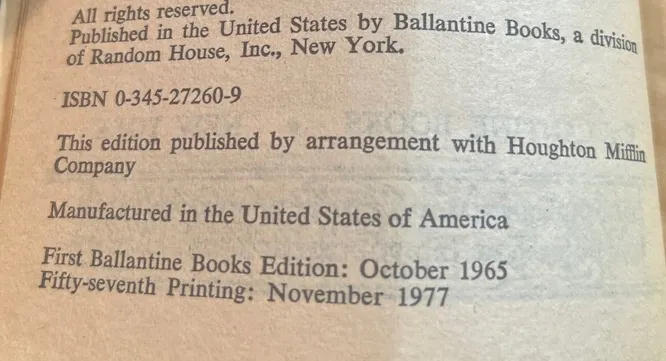 All rights reserved.
Published in the United States by Ballantine Books, a division
of Random House, Inc., New York.
ISBN 0-345-27260-9
This edition published by arrangement with Houghton Mifflin
Company
Manufactured in the United States of America
First Ballantine Books Edition: October 1965
Fifty-seventh Printing: November 1977